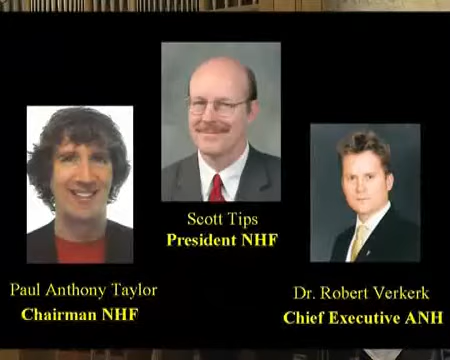 Scott Tips
President NHF
Paul Anthony Taylor
Chairman NHF
Dr. Robert Verkerk
Chief Executive ANH